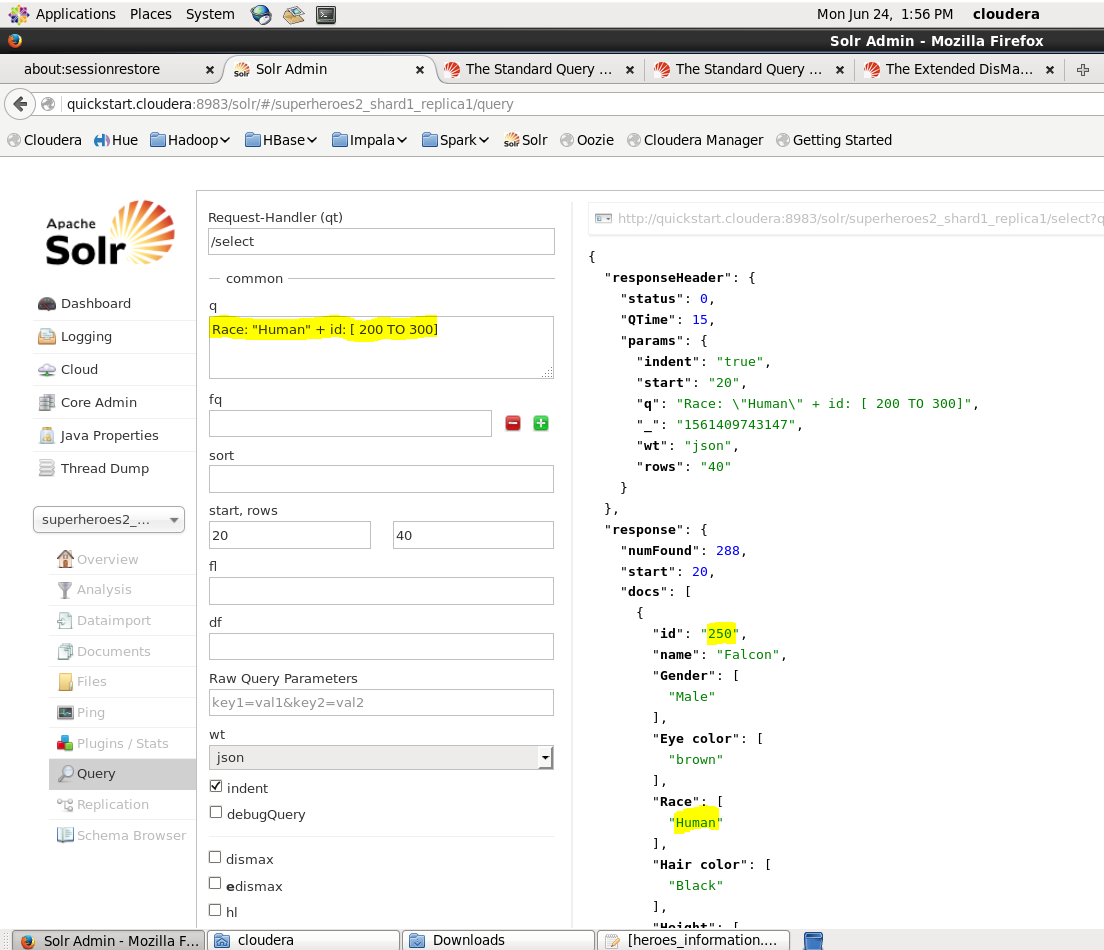 Applications Places System Mon Jun 24, 1:56 PM cloudera
Solr Admin - Mozilla Firefox
about:sessionrestore Solr Admin The Standard Query ... The Standard Query ... The Extended DisMa...
quickstart.cloudera:8983/solr/#/superheroes2_shard1_replica1/query
Cloudera Hue Hadoop HBase Impala Spark Solr Oozie Cloudera Manager Getting Started
Apache
Solr
Dashboard
Logging
Cloud
Core Admin
Java Properties
Thread Dump
superheroes2_...
Overview
Analysis
Dataimport
Documents
Files
Ping
Plugins / Stats
Query
Replication
Schema Browser
Request-Handler (qt)
/select
common
q
Race: "Human" + id: [ 200 TO 300]
fq
sort
start, rows
20 40
fl
df
Raw Query Parameters
key1=val1&key2=val2
wt
json
indent
debugQuery
dismax
edismax
hl
http://quickstart.cloudera:8983/solr/superheroes2_shard1_replica1/select?q
{
"responseHeader": {
"status": 0,
"QTime": 15,
"params": {
"indent": "true",
"start": "20",
"q": "Race: \"Human\" + id: [ 200 TO 300]",
"_": "1561409743147",
"wt": "json",
"rows": "40"
}
},
"response": {
"numFound": 288,
"start": 20,
"docs": [
{
"id": "250",
"name": "Falcon",
"Gender": [
"Male"
],
"Eye color": [
"brown"
],
"Race": [
"Human"
],
"Hair color": [
"Black"
],
"Height": [
Solr Admin - Mozilla F... cloudera Downloads [heroes_information....